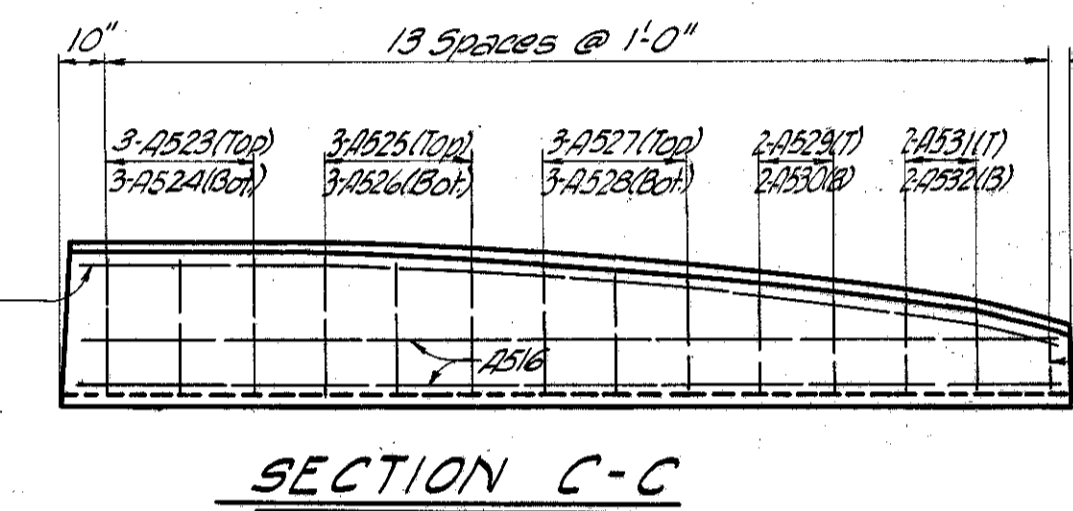 10" 13 Spaces @ 1'-0"
3-A523(Top) 3-A525(Top) 3-A527(Top) 2-A529(T) 2-A531(T)
3-A524(Bot.) 3-A526(Bot.) 3-A528(Bot.) 2-A530(B) 2-A532(B)
A516
SECTION C-C